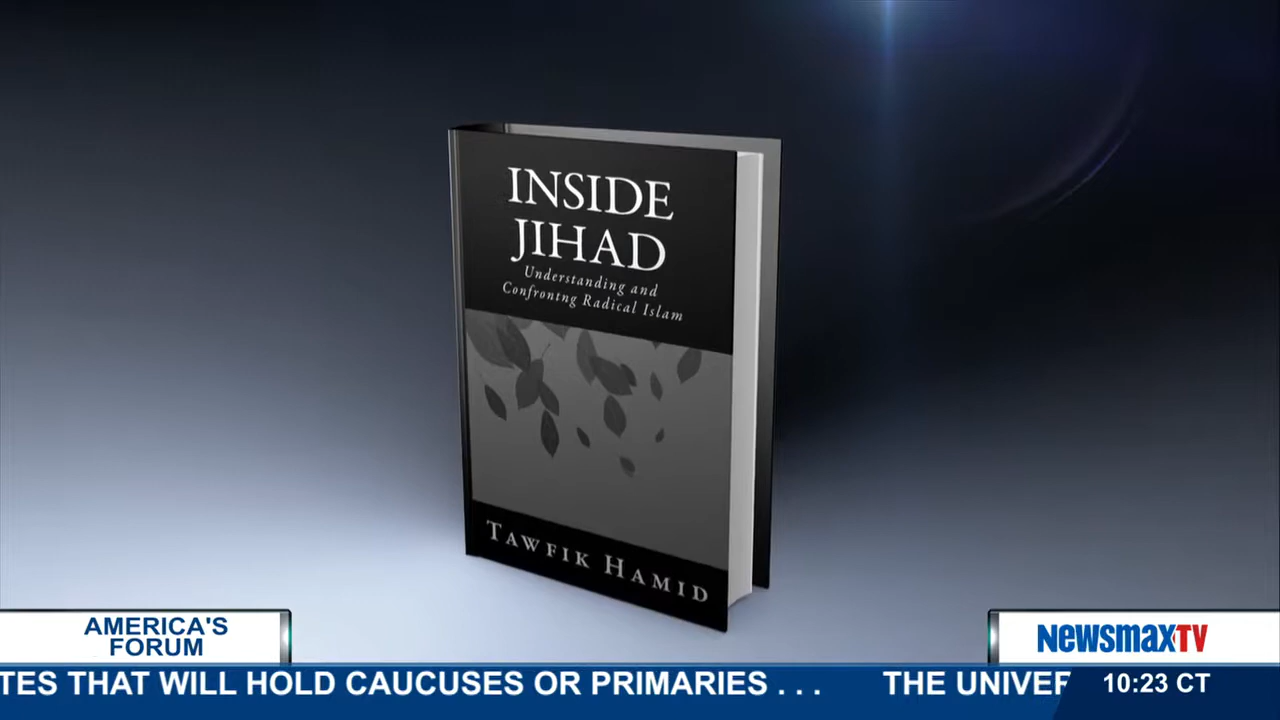 INSIDE
JIHAD
Understanding and
Confrontng Radical Islam
TAWFIK HAMID
AMERICA'S
FORUM
NEWSMAXTV
TES THAT WILL HOLD CAUCUSES OR PRIMARIES . . . THE UNIVER
10:23 CT